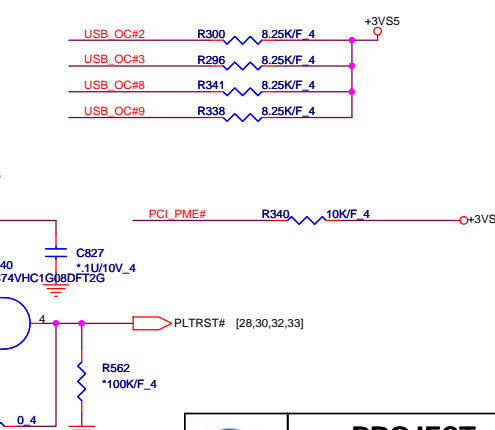 +3VS5
USB_OC#2 R300 8.25K/F_4
USB_OC#3 R296 8.25K/F_4
USB_OC#8 R341 8.25K/F_4
USB_OC#9 R338 8.25K/F_4
PCI_PME# R340 10K/F_4 +3VS
C827
*.1U/10V_4
40
74VHC1G08DFT2G
4 PLTRST# [28,30,32,33]
R562
*100K/F_4
0_4
PROJECT